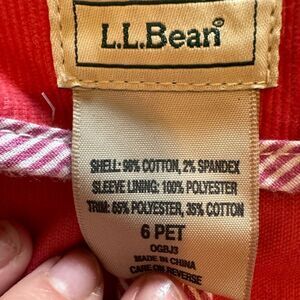 L.L.Bean®
SHELL: 98% COTTON, 2% SPANDEX
SLEEVE LINING: 100% POLYESTER
TRIM: 65% POLYESTER, 35% COTTON
6 PET
OGBJ3
MADE IN CHINA
CARE ON REVERSE